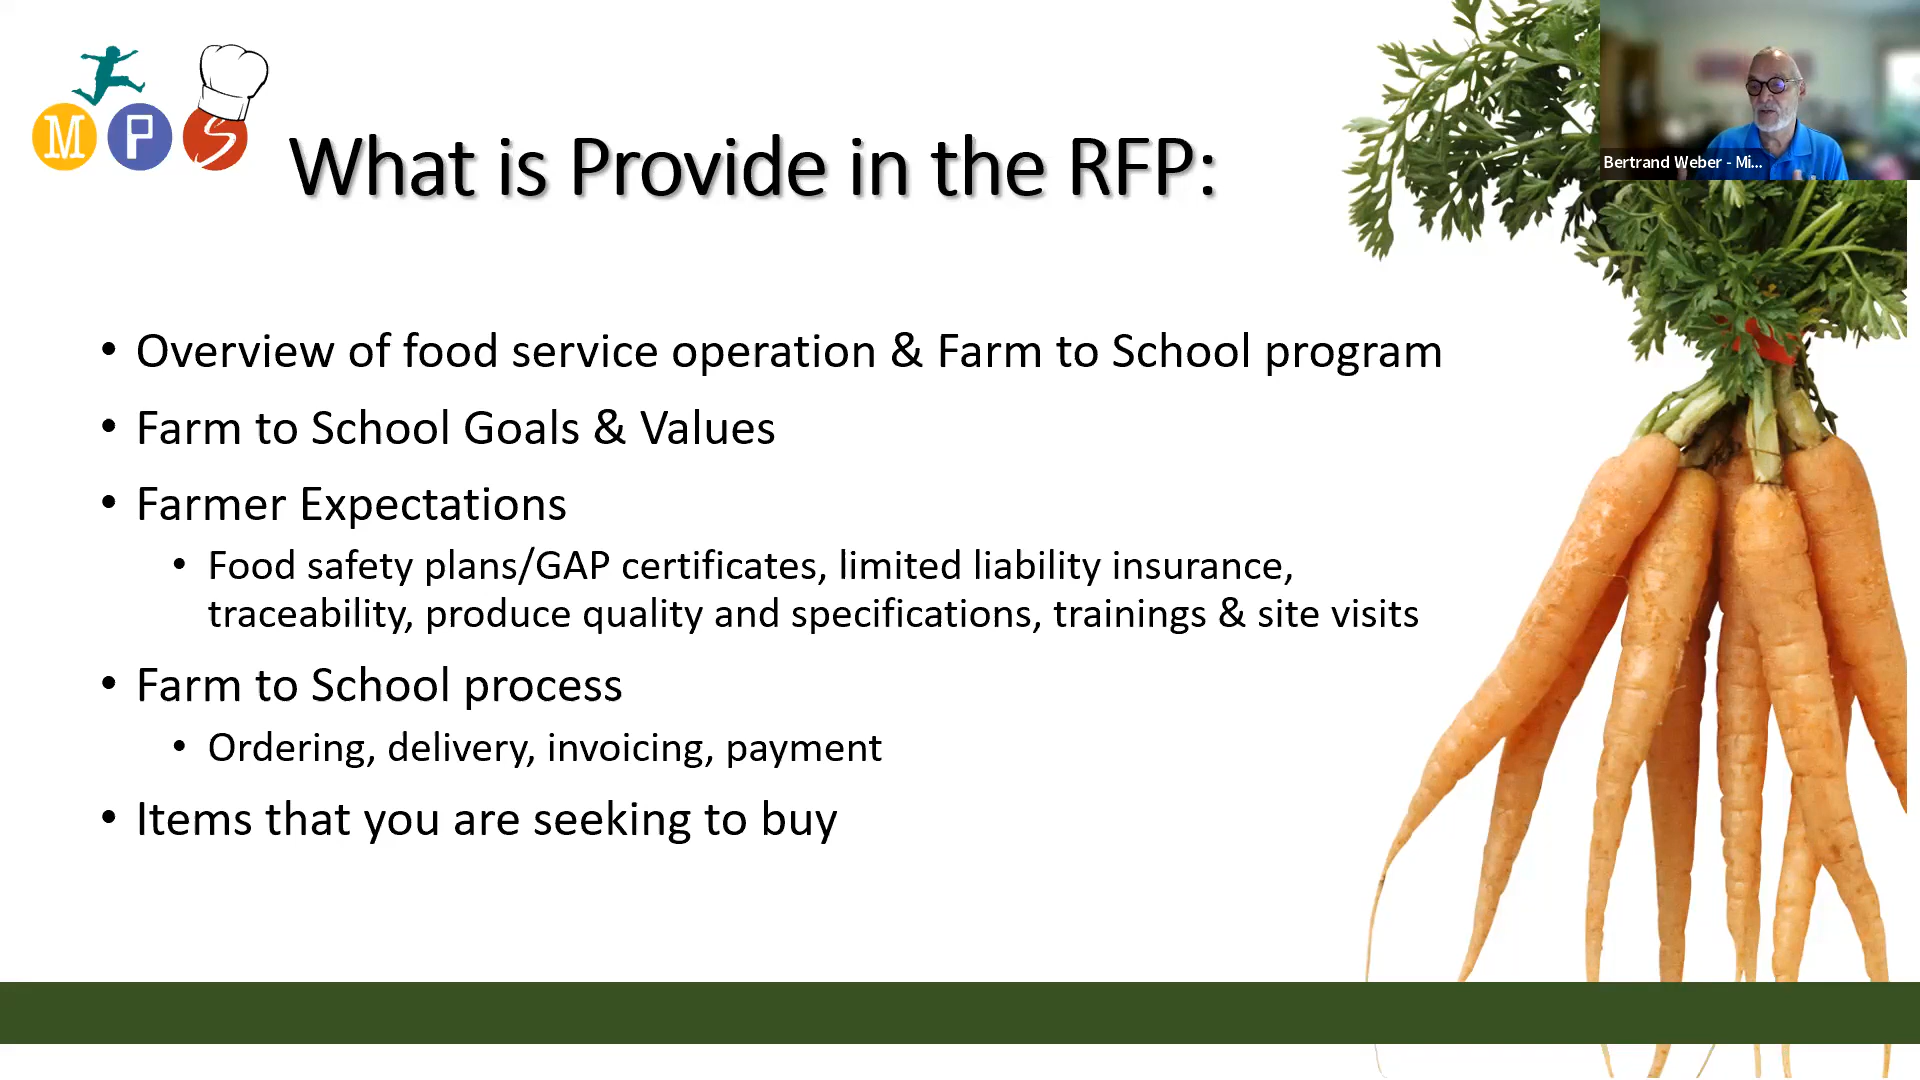 MPS
What is Provide in the RFP:
Bertrand Weber - Mi...
• Overview of food service operation & Farm to School program
• Farm to School Goals & Values
• Farmer Expectations
• Food safety plans/GAP certificates, limited liability insurance,
traceability, produce quality and specifications, trainings & site visits
• Farm to School process
• Ordering, delivery, invoicing, payment
• Items that you are seeking to buy